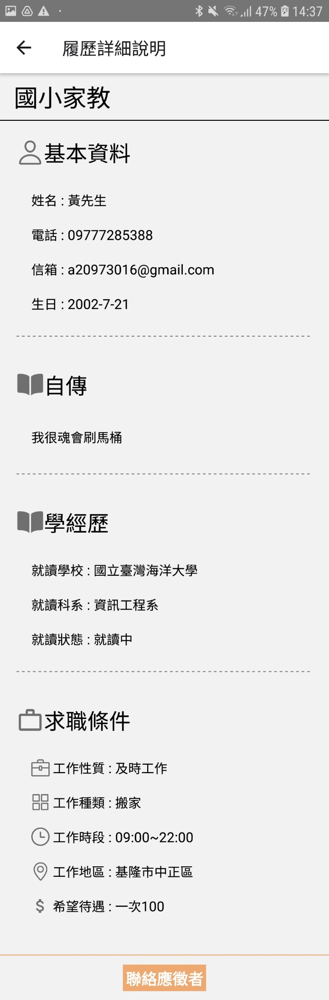 47% 14:37
履歷詳細說明
國小家教
基本資料
姓名 : 黃先生
電話 : 09777285388
信箱 : a20973016@gmail.com
生日 : 2002-7-21
自傳
我很魂會刷馬桶
學經歷
就讀學校 : 國立臺灣海洋大學
就讀科系 : 資訊工程系
就讀狀態 : 就讀中
求職條件
工作性質 : 及時工作
工作種類 : 搬家
工作時段 : 09:00~22:00
工作地區 : 基隆市中正區
希望待遇 : 一次100
聯絡應徵者